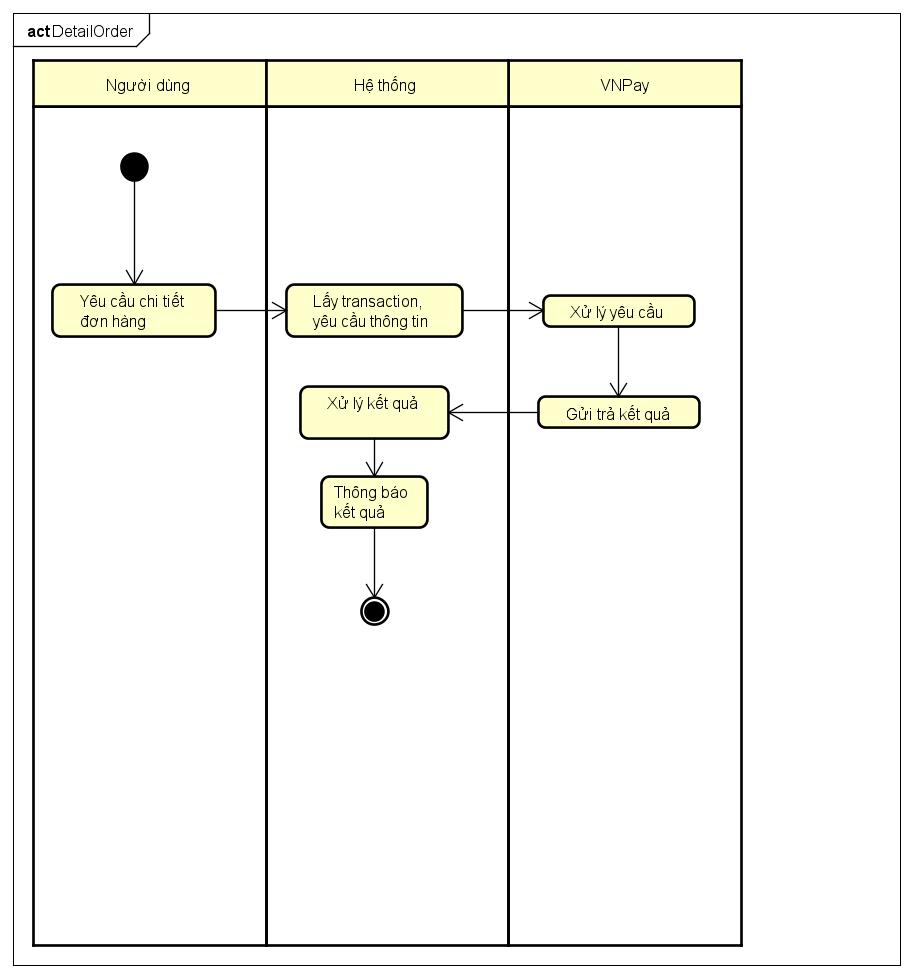 act DetailOrder
Người dùng
Hệ thống
VNPay
Yêu cầu chi tiết
đơn hàng
Lấy transaction,
yêu cầu thông tin
Xử lý yêu cầu
Gửi trả kết quả
Xử lý kết quả
Thông báo
kết quả